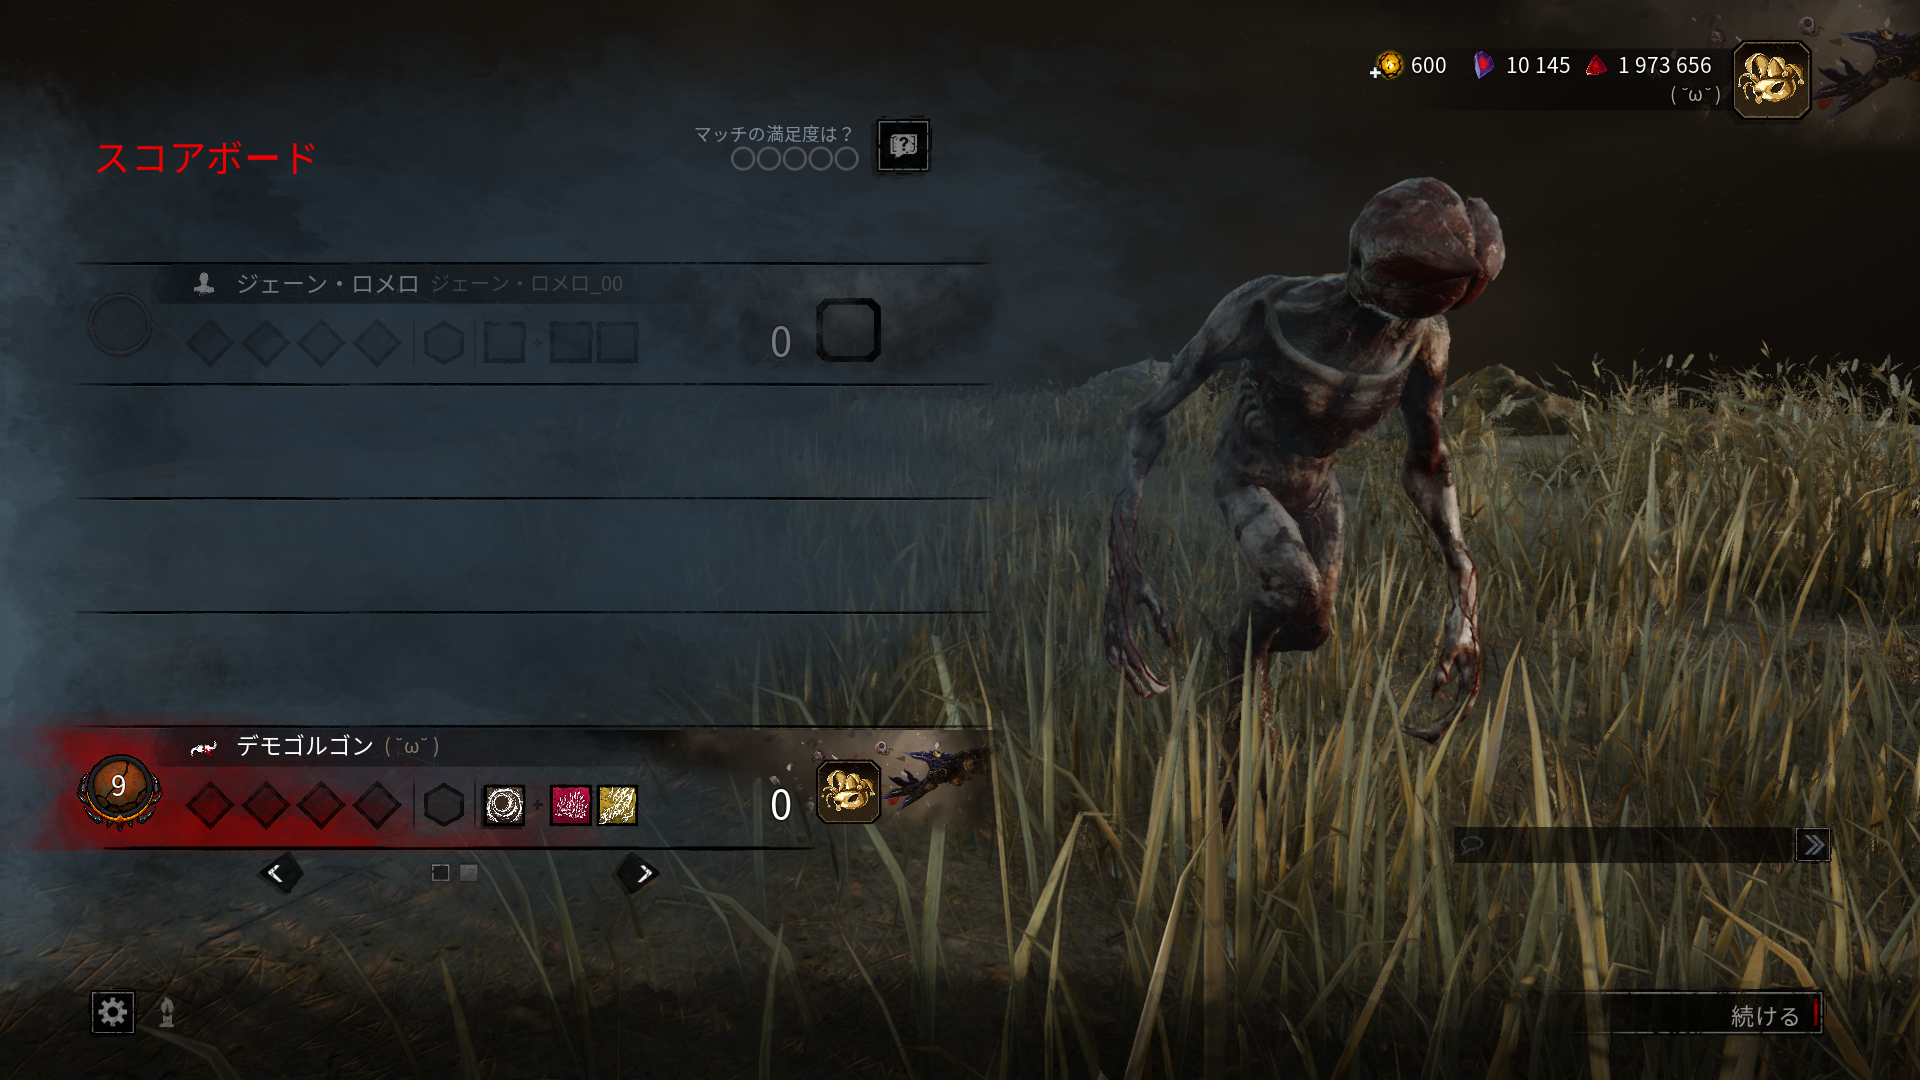 600 10 145 1 973 656
( ˘ω˘ )
スコアボード
マッチの満足度は？
?
ジェーン・ロメロ ジェーン・ロメロ_00
0
デモゴルゴン ( ˘ω˘ )
9
0
続ける